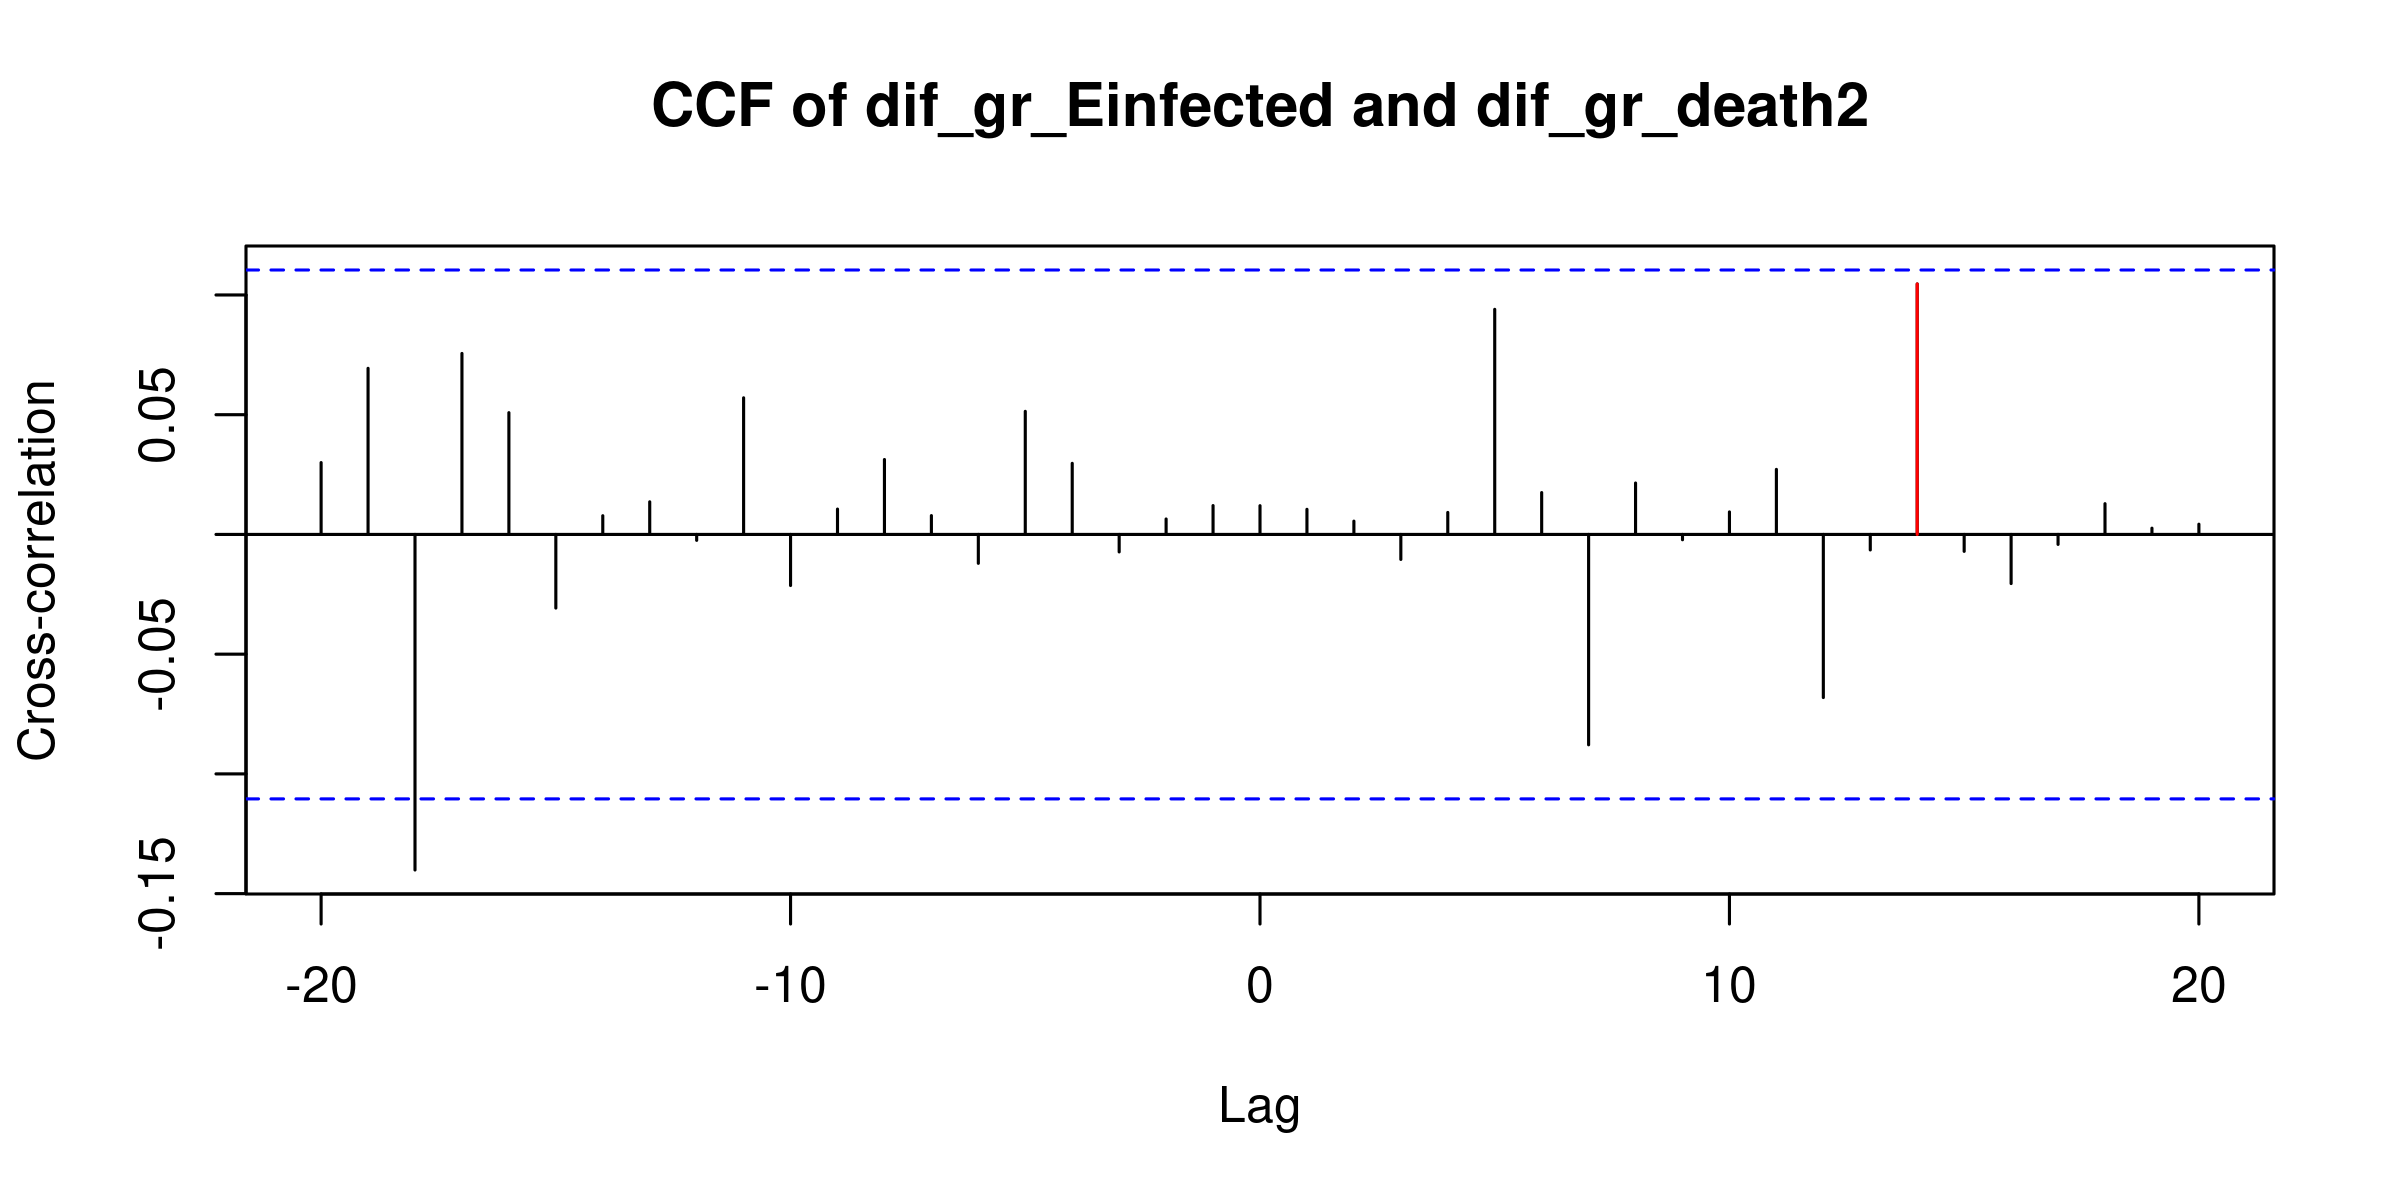 CCF of dif_gr_Einfected and dif_gr_death2
Cross-correlation
0.05
-0.05
-0.15
-20 -10 0 10 20
Lag